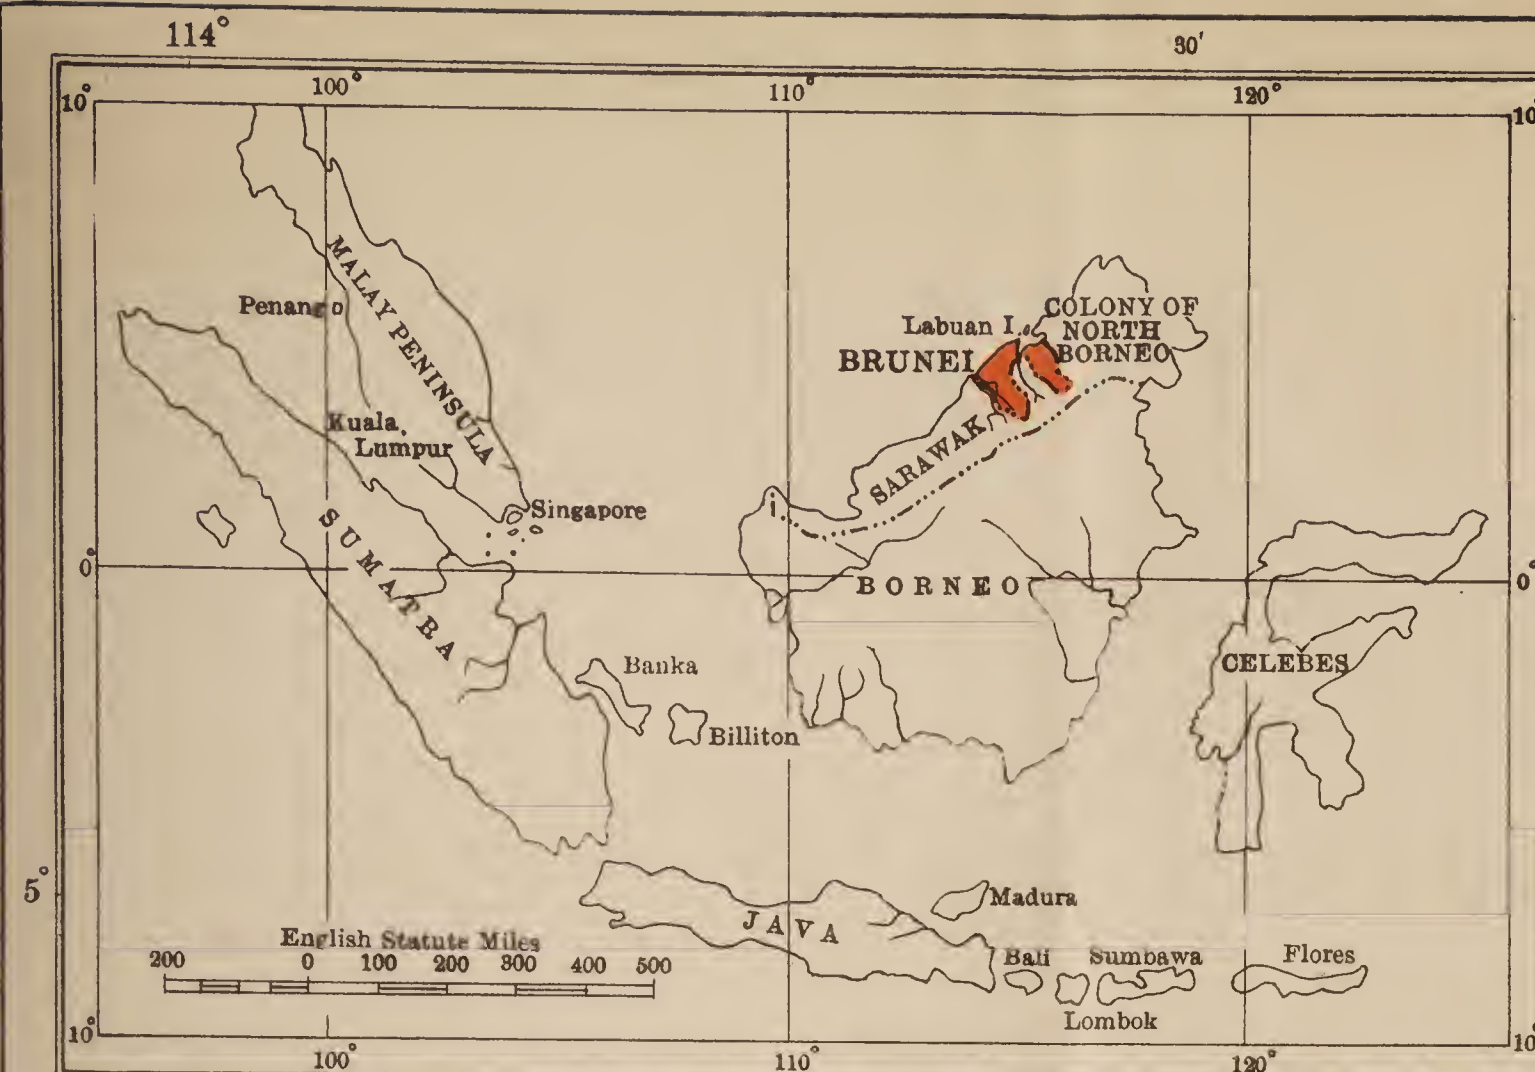 114°
30'
100°
110°
120°
10°
10
MALAY PENINSULA
Penang
COLONY OF
NORTH
BORNEO
Labuan I.
BRUNEI
Kuala
Lumpur
SARAWAK
Singapore
SUMATRA
0°
0°
BORNEO
CELEBES
Banka
Billiton
5°
Madura
JAVA
English Statute Miles
200 0 100 200 300 400 500
Bali
Sumbawa
Flores
Lombok
10°
10
100°
110°
120°